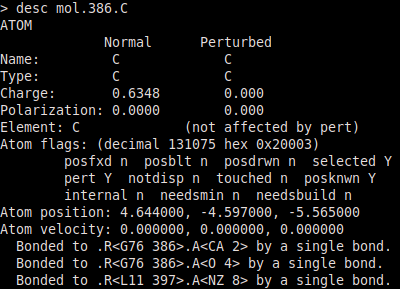 > desc mol.386.C
ATOM
Normal Perturbed
Name: C C
Type: C C
Charge: 0.6348 0.000
Polarization: 0.0000 0.000
Element: C (not affected by pert)
Atom flags: (decimal 131075 hex 0x20003)
posfxd n posblt n posdrwn n selected Y
pert Y notdisp n touched n posknwn Y
internal n needsmin n needsbuild n
Atom position: 4.644000, -4.597000, -5.565000
Atom velocity: 0.000000, 0.000000, 0.000000
Bonded to .R<G76 386>.A<CA 2> by a single bond.
Bonded to .R<G76 386>.A<O 4> by a single bond.
Bonded to .R<L11 397>.A<NZ 8> by a single bond.